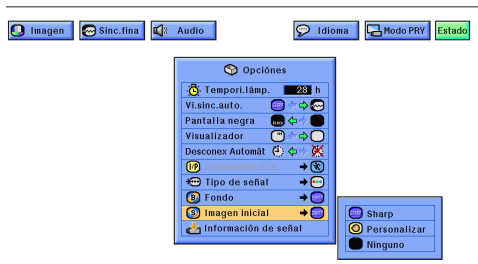 Imagen
Sinc.fina
Audio
Idioma
Modo PRY
Estado
Opciónes
Tempori.lámp. 28 h
Vi.sinc.auto.
Pantalla negra
Visualizador
Desconex Automát
I/P
Tipo de señal
B Fondo
S Imagen inicial
Información de señal
Sharp
Personalizar
Ninguno